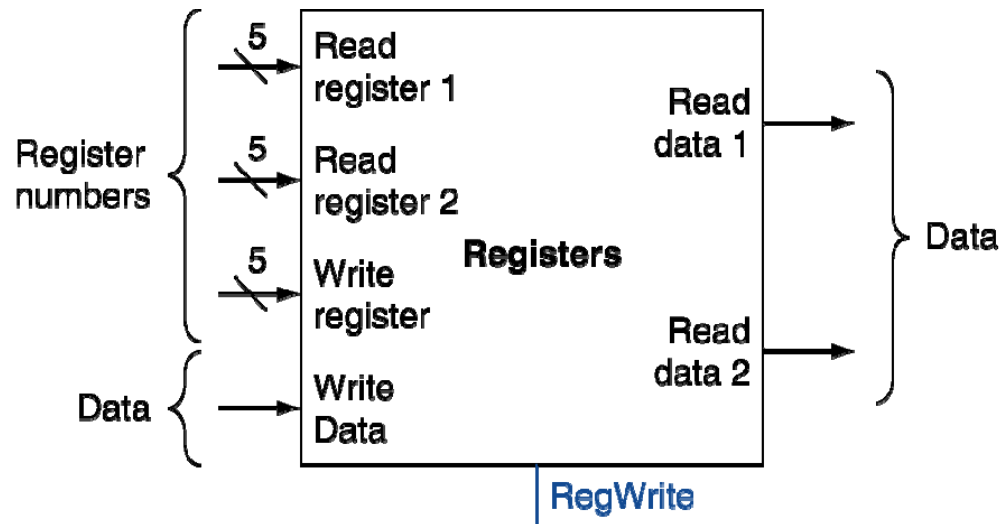 Register
numbers
Data
5
Read
register 1
5
Read
register 2
5
Write
register
Write
Data
Registers
Read
data 1
Read
data 2
Data
RegWrite